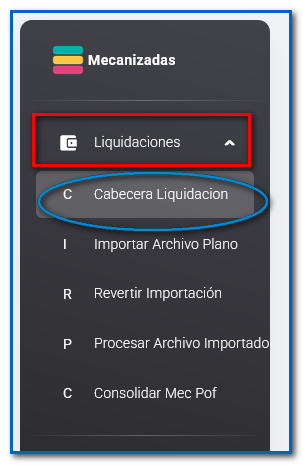 Mecanizadas
Liquidaciones
C Cabecera Liquidacion
I Importar Archivo Plano
R Revertir Importación
P Procesar Archivo Importado
C Consolidar Mec Pof